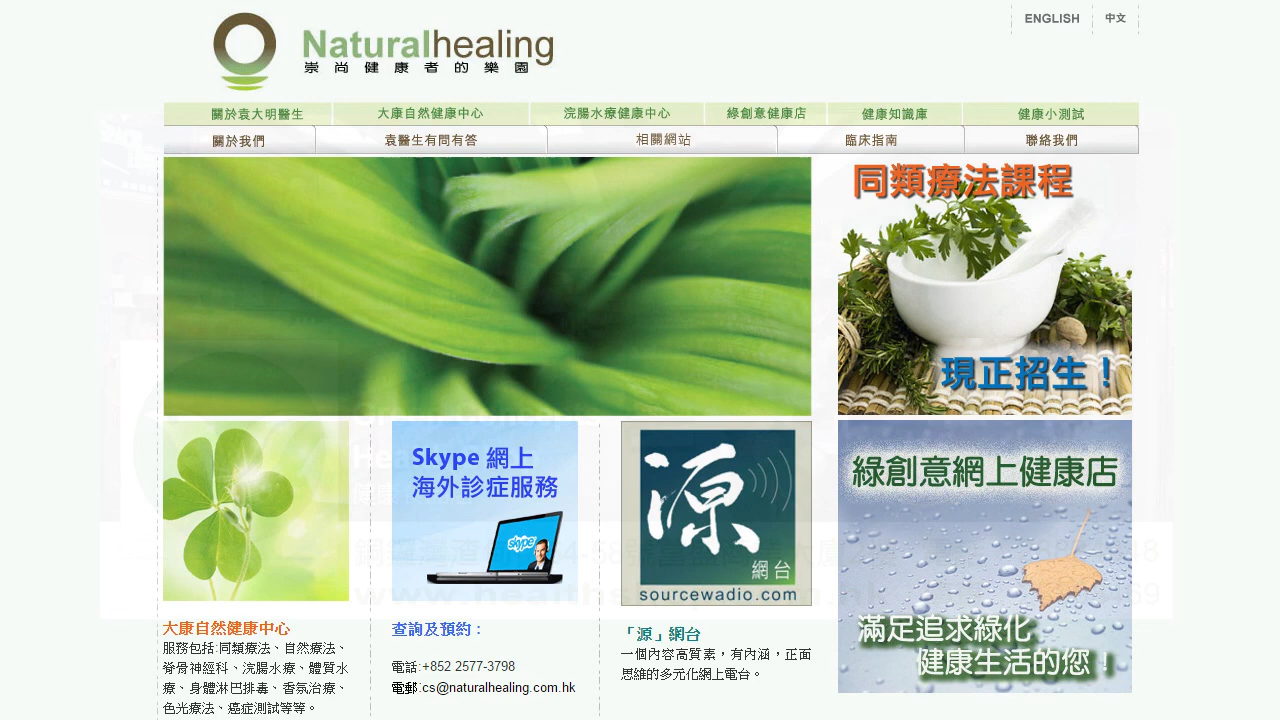 ENGLISH 中文
Naturalhealing
崇尚健康者的樂園
關於袁大明醫生 大康自然健康中心 浣腸水療健康中心 綠創意健康店 健康知識庫 健康小測試
關於我們 袁醫生有問有答 相關網站 臨床指南 聯絡我們
同類療法課程
現正招生！
Skype 網上
海外診症服務
skype
源
網台
sourcewadio.com
綠創意網上健康店
滿足追求綠化
健康生活的您！
大康自然健康中心
服務包括:同類療法、自然療法、
脊骨神經科、浣腸水療、體重治
療、身體淋巴排毒、香氛治療、
色光療法、癌症測試等等。
查詢及預約：
電話:+852 2577-3798
電郵:cs@naturalhealing.com.hk
「源」網台
一個內容高質素，有內涵，正面
思維的多元化網上電台。